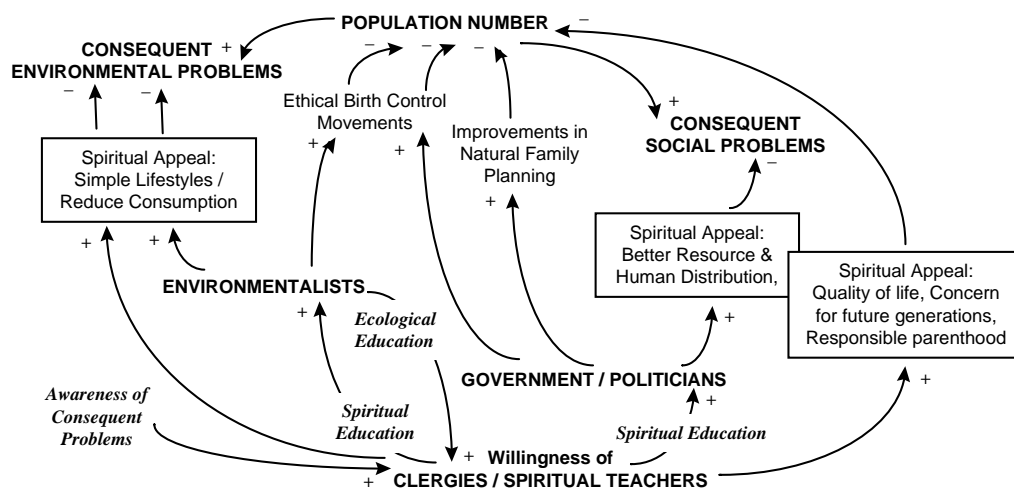 POPULATION NUMBER
−
−
CONSEQUENT +
ENVIRONMENTAL PROBLEMS
−
−
−
−
−
Ethical Birth Control
Movements
+
+
Improvements in
Natural Family
Planning
+
+
CONSEQUENT
SOCIAL PROBLEMS
−
Spiritual Appeal:
Simple Lifestyles /
Reduce Consumption
+
+
Spiritual Appeal:
Better Resource &
Human Distribution,
+
Spiritual Appeal:
Quality of life, Concern
for future generations,
Responsible parenthood
+
ENVIRONMENTALISTS
+
Ecological
Education
GOVERNMENT / POLITICIANS
+
Awareness of
Consequent
Problems
Spiritual
Education
Spiritual Education
+ Willingness of
CLERGIES / SPIRITUAL TEACHERS
+